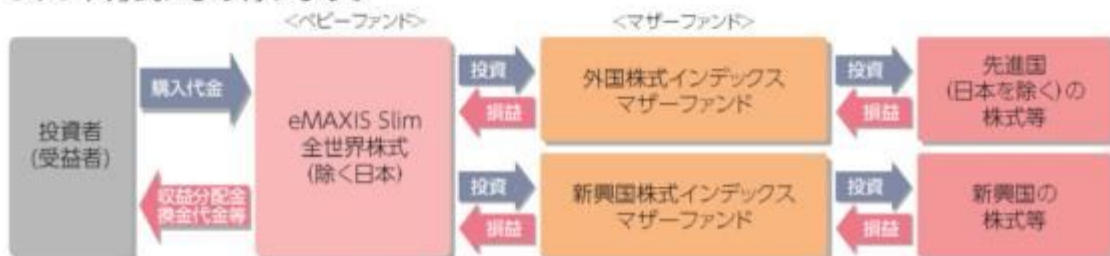 <ベビーファンド>
<マザーファンド>
投資者
(受益者)
購入代金
収益分配金
換金代金等
eMAXIS Slim
全世界株式
(除く日本)
投資
損益
外国株式インデックス
マザーファンド
投資
損益
先進国
(日本を除く)の
株式等
投資
損益
新興国株式インデックス
マザーファンド
投資
損益
新興国の
株式等